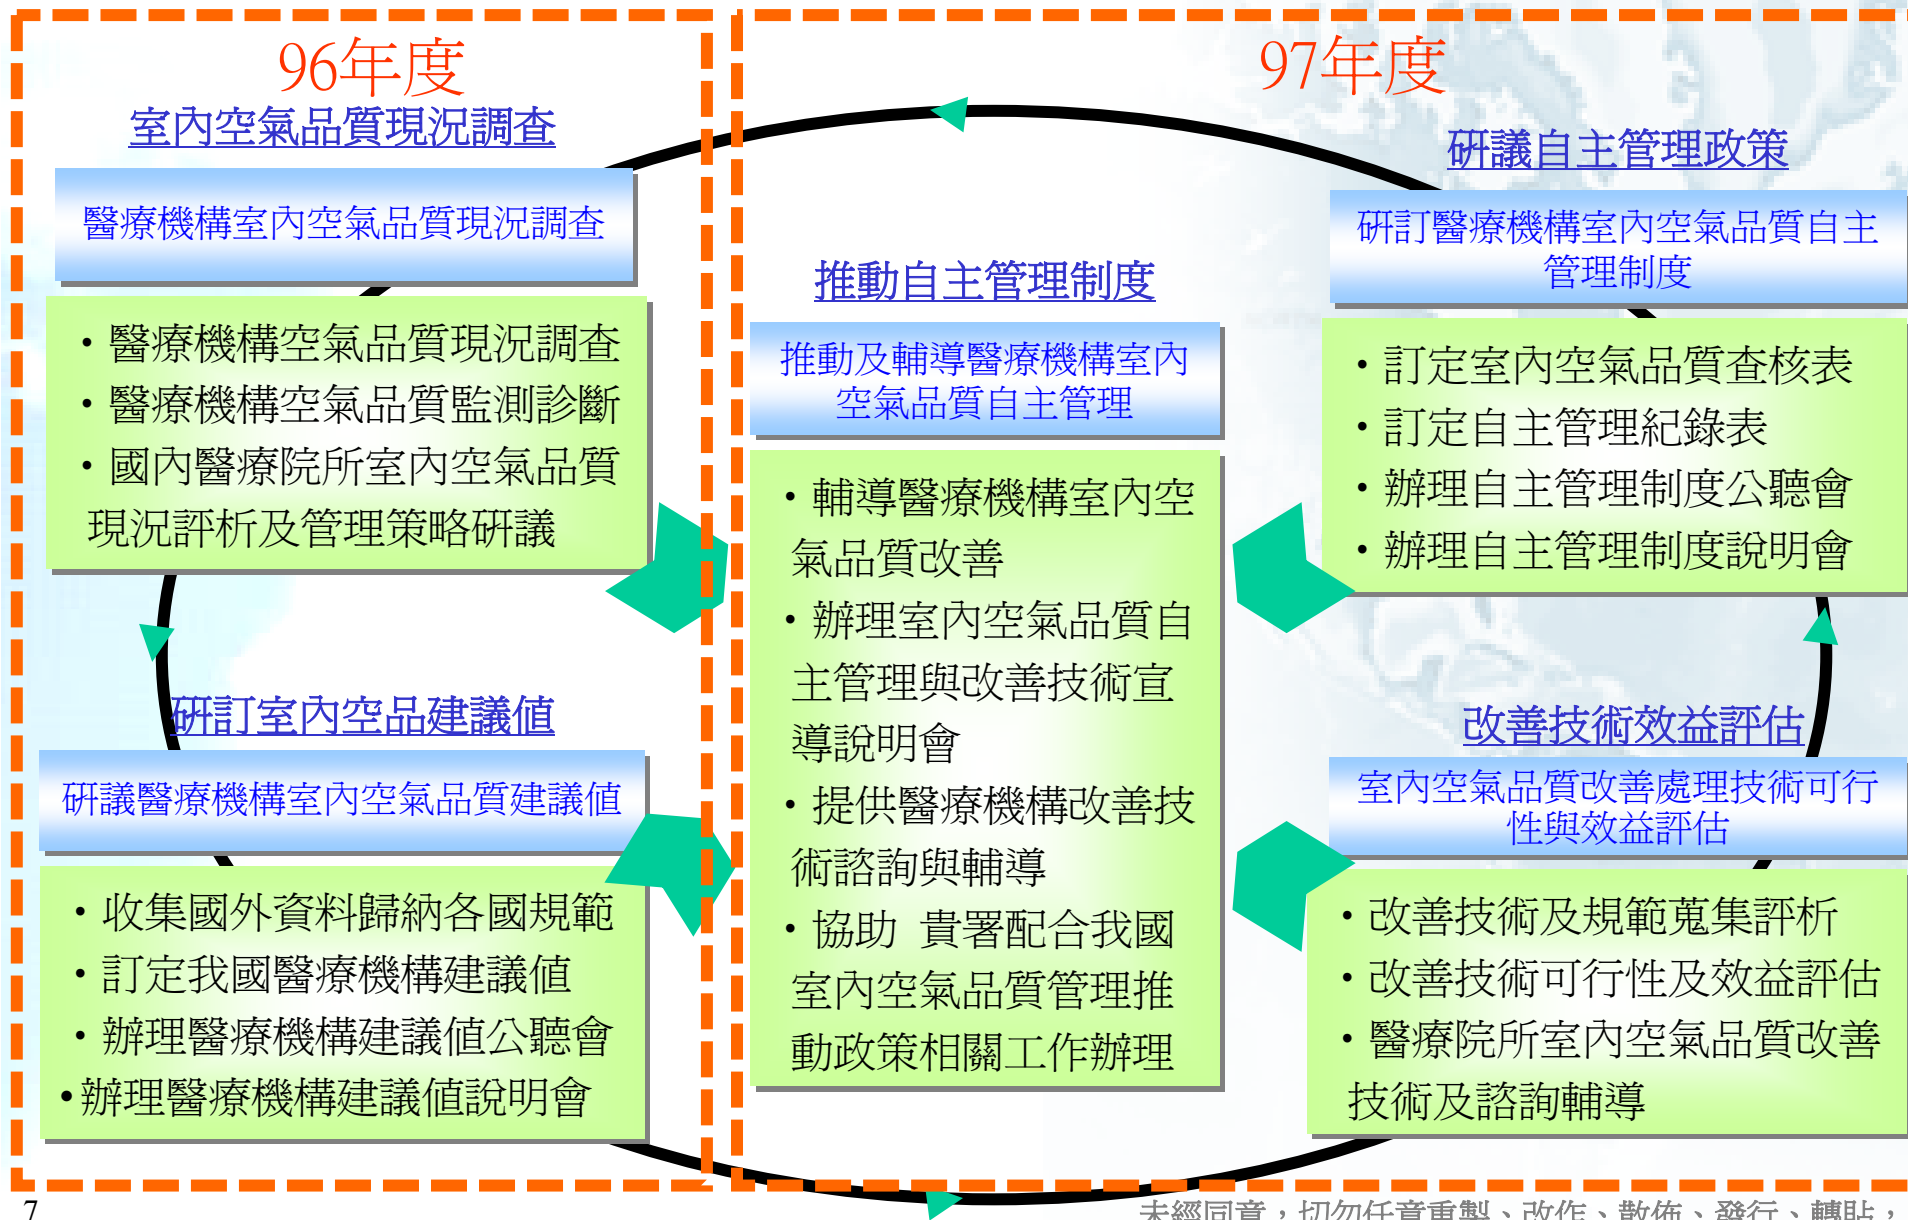 96年度
室內空氣品質現況調查
醫療機構室內空氣品質現況調查
・醫療機構空氣品質現況調查
・醫療機構空氣品質監測診斷
・國內醫療院所室內空氣品質
現況評析及管理策略研議
研訂室內空品建議值
研議醫療機構室內空氣品質建議值
・收集國外資料歸納各國規範
・訂定我國醫療機構建議值
・辦理醫療機構建議值公聽會
•辦理醫療機構建議值說明會
97年度
推動自主管理制度
推動及輔導醫療機構室內
空氣品質自主管理
・輔導醫療機構室內空
氣品質改善
・辦理室內空氣品質自
主管理與改善技術宣
導說明會
・提供醫療機構改善技
術諮詢與輔導
・協助 貴署配合我國
室內空氣品質管理推
動政策相關工作辦理
研議自主管理政策
研訂醫療機構室內空氣品質自主
管理制度
・訂定室內空氣品質查核表
・訂定自主管理紀錄表
・辦理自主管理制度公聽會
・辦理自主管理制度說明會
改善技術效益評估
室內空氣品質改善處理技術可行
性與效益評估
・改善技術及規範蒐集評析
・改善技術可行性及效益評估
・醫療院所室內空氣品質改善
技術及諮詢輔導
7
未經同意，切勿任意重製、改作、散佈、發行、轉貼，